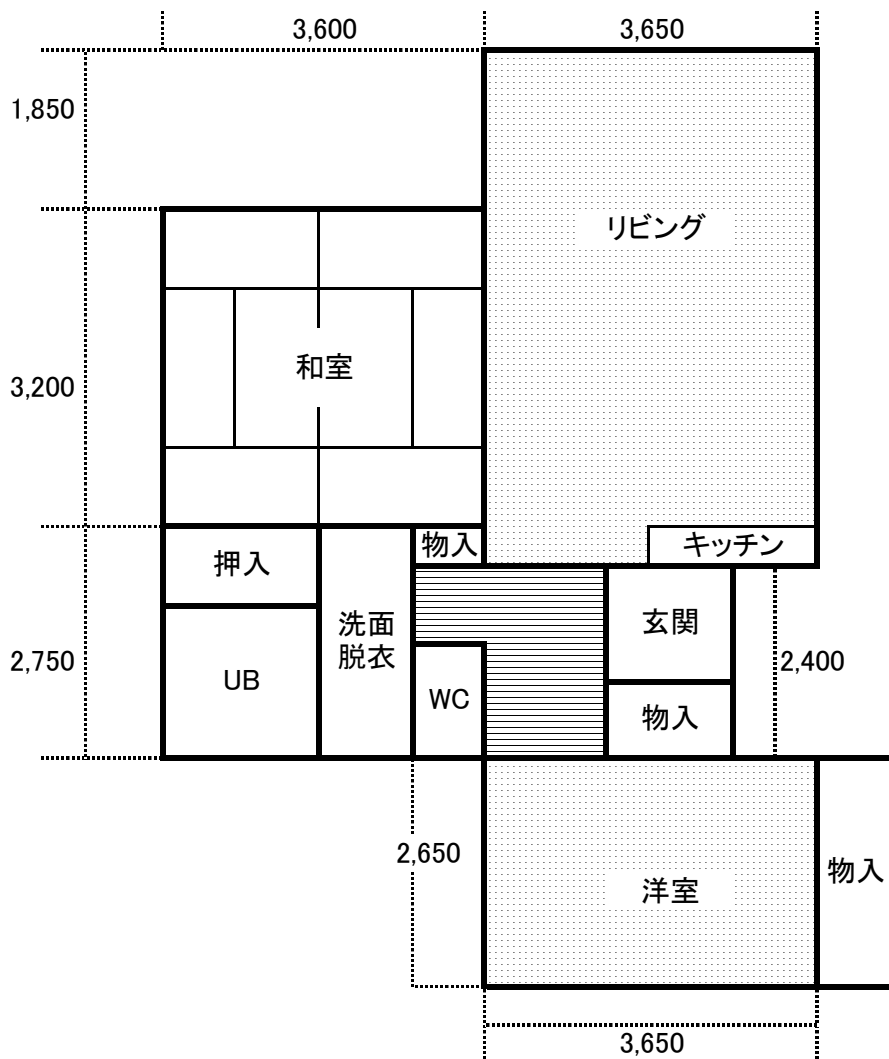 3,600
3,650
1,850
リビング
和室
3,200
物入
キッチン
押入
洗面
脱衣
玄関
2,750
UB
WC
2,400
物入
2,650
洋室
物入
3,650